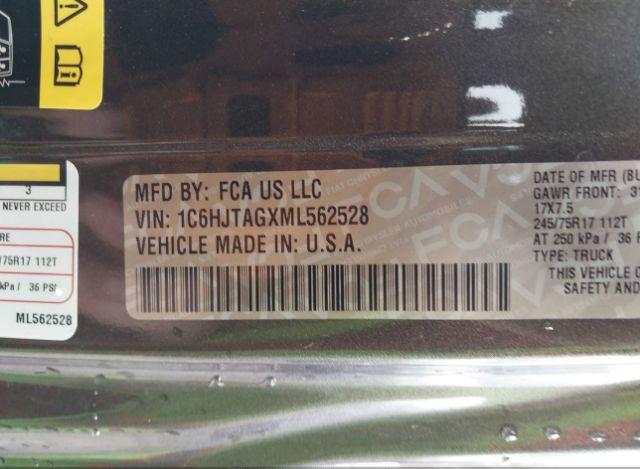 3
NEVER EXCEED
/75R17 112T
kPa / 36 PSI
ML562528
MFD BY: FCA US LLC
VIN: 1C6HJTAGXML562528
VEHICLE MADE IN: U.S.A.
DATE OF MFR (BU
GAWR FRONT: 31
17X7.5
245/75R17 112T
AT 250 kPa / 36 P
TYPE: TRUCK
THIS VEHICLE C
SAFETY AND